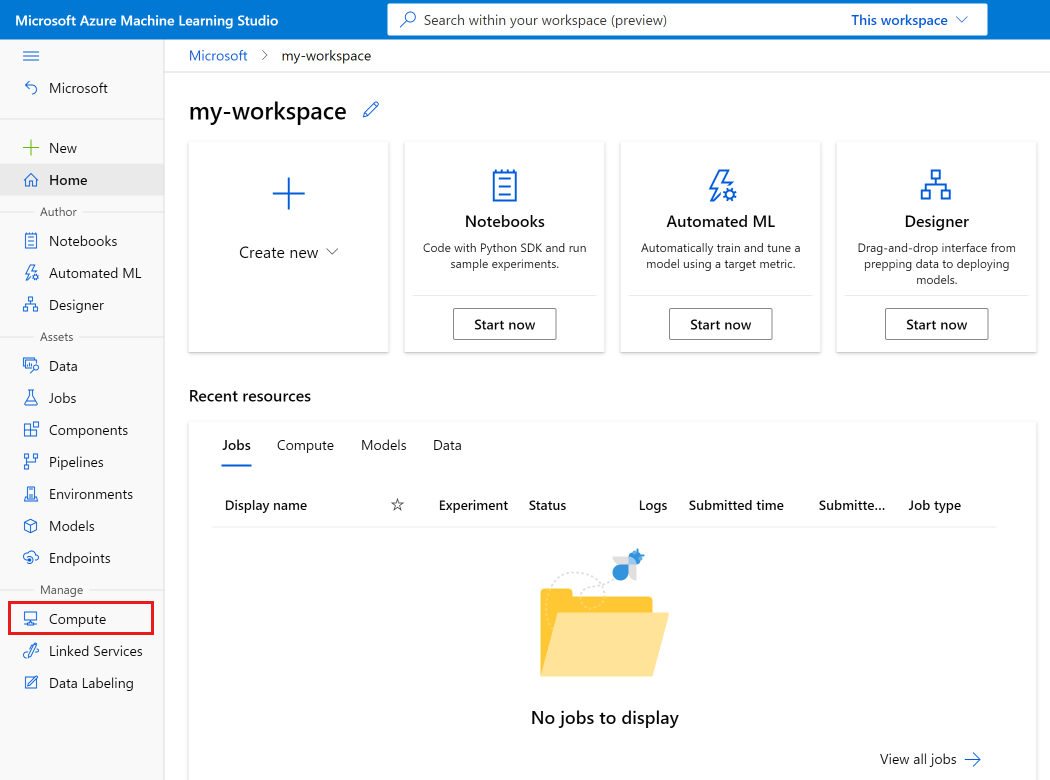 Microsoft Azure Machine Learning Studio
Search within your workspace (preview)
This workspace
Microsoft
New
Home
Author
Notebooks
Automated ML
Designer
Assets
Data
Jobs
Components
Pipelines
Environments
Models
Endpoints
Manage
Compute
Linked Services
Data Labeling
Microsoft > my-workspace
my-workspace
Create new
Notebooks
Code with Python SDK and run
sample experiments.
Start now
Automated ML
Automatically train and tune a
model using a target metric.
Start now
Designer
Drag-and-drop interface from
prepping data to deploying
models.
Start now
Recent resources
Jobs Compute Models Data
Display name Experiment Status Logs Submitted time Submitte... Job type
No jobs to display
View all jobs